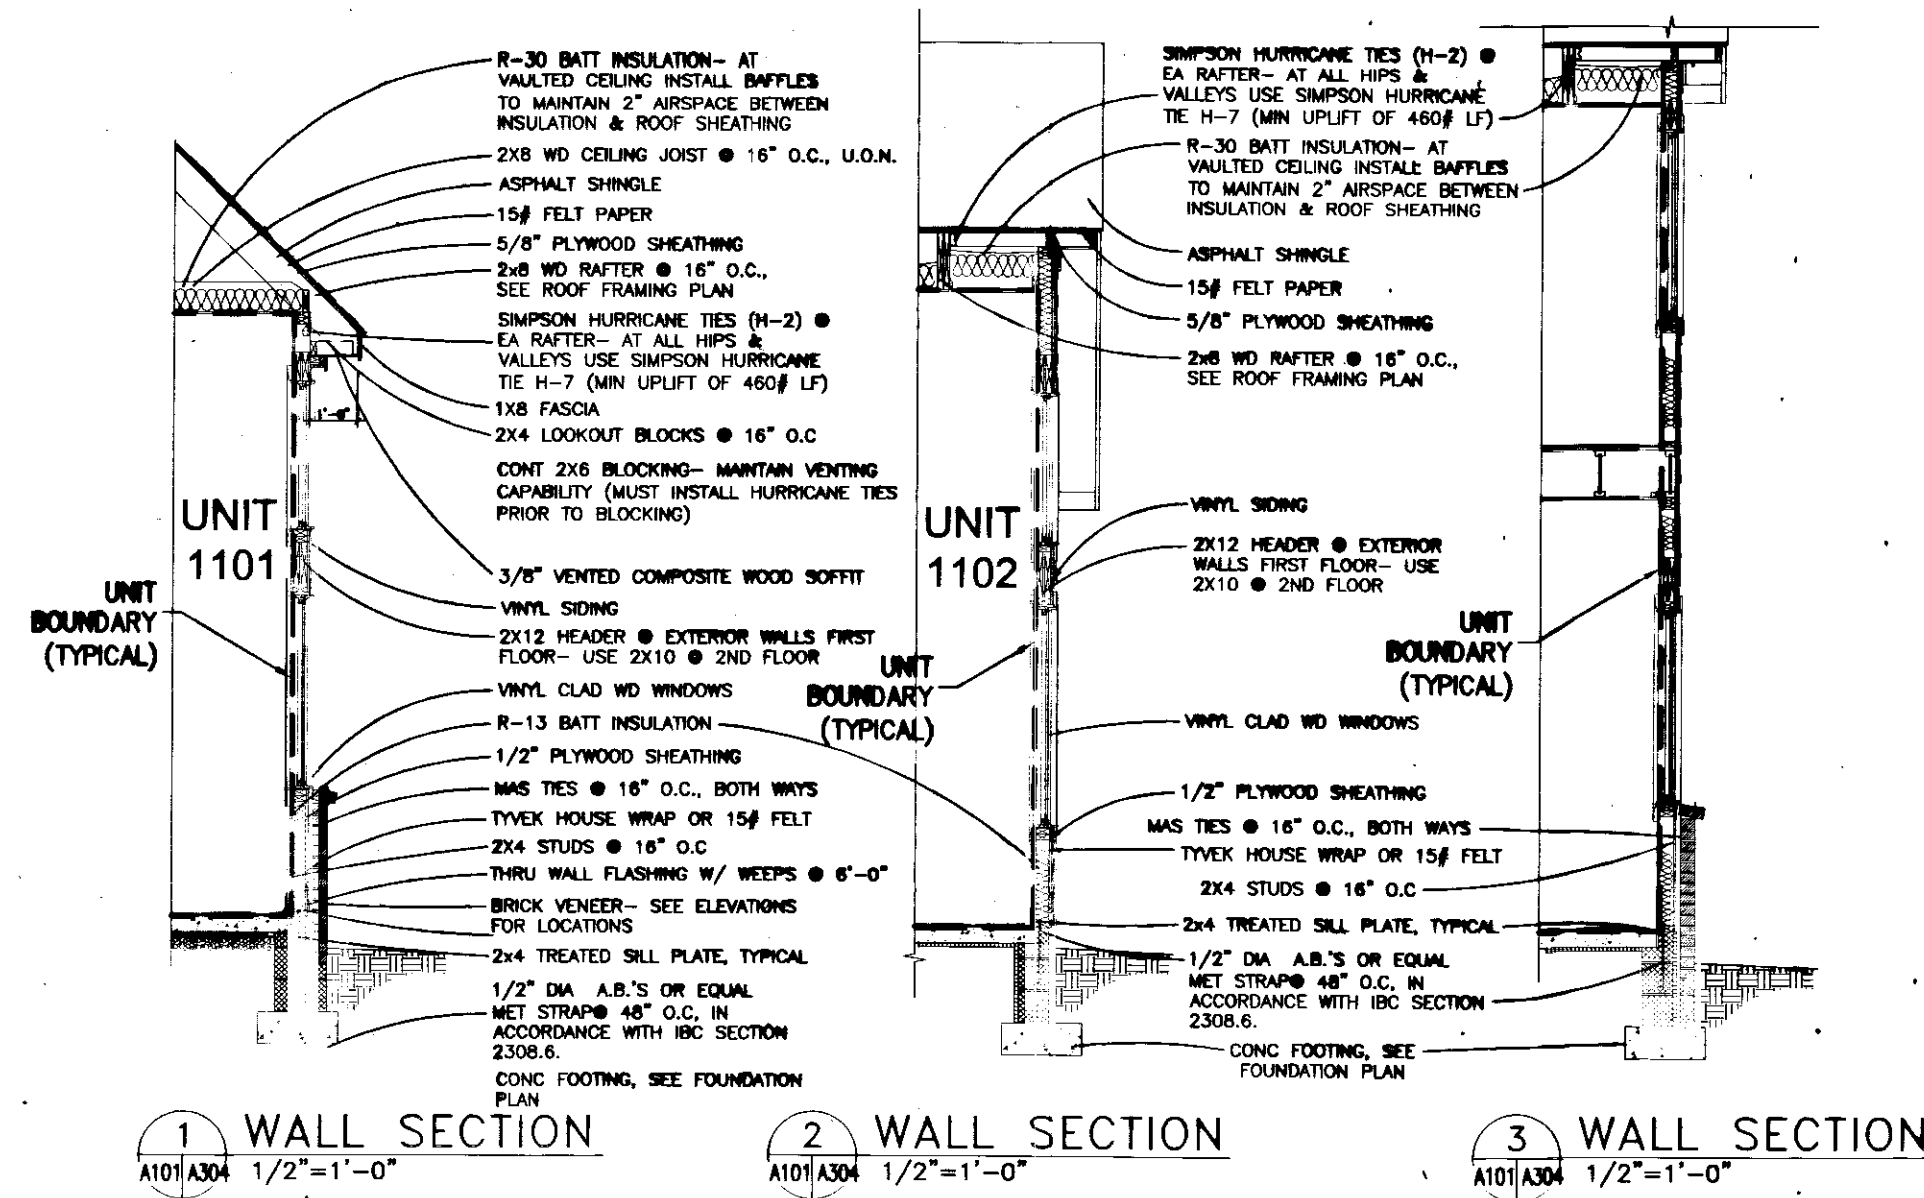 R-30 BATT INSULATION- AT
VAULTED CEILING INSTALL BAFFLES
TO MAINTAIN 2" AIRSPACE BETWEEN
INSULATION & ROOF SHEATHING
2X8 WD CEILING JOIST @ 16" O.C., U.O.N.
ASPHALT SHINGLE
15# FELT PAPER
5/8" PLYWOOD SHEATHING
2x8 WD RAFTER @ 16" O.C.,
SEE ROOF FRAMING PLAN
SIMPSON HURRICANE TIES (H-2) @
EA RAFTER- AT ALL HIPS &
VALLEYS USE SIMPSON HURRICANE
TIE H-7 (MIN UPLIFT OF 460# LF)
1X8 FASCIA
2X4 LOOKOUT BLOCKS @ 16" O.C
CONT 2X6 BLOCKING- MAINTAIN VENTING
CAPABILITY (MUST INSTALL HURRICANE TIES
PRIOR TO BLOCKING)
3/8" VENTED COMPOSITE WOOD SOFFIT
VINYL SIDING
2X12 HEADER @ EXTERIOR WALLS FIRST
FLOOR- USE 2X10 @ 2ND FLOOR
VINYL CLAD WD WINDOWS
R-13 BATT INSULATION
1/2" PLYWOOD SHEATHING
MAS TIES @ 16" O.C., BOTH WAYS
TYVEK HOUSE WRAP OR 15# FELT
2X4 STUDS @ 16" O.C
THRU WALL FLASHING W/ WEEPS @ 6'-0"
BRICK VENEER- SEE ELEVATIONS
FOR LOCATIONS
2x4 TREATED SILL PLATE, TYPICAL
1/2" DIA A.B.'S OR EQUAL
MET STRAP@ 48" O.C, IN
ACCORDANCE WITH IBC SECTION
2308.6.
CONC FOOTING, SEE FOUNDATION
PLAN
UNIT
1101
UNIT
BOUNDARY
(TYPICAL)
1
WALL SECTION
A101 A304
1/2"=1'-0"
SIMPSON HURRICANE TIES (H-2) @
EA RAFTER- AT ALL HIPS &
VALLEYS USE SIMPSON HURRICANE
TIE H-7 (MIN UPLIFT OF 460# LF)
R-30 BATT INSULATION- AT
VAULTED CEILING INSTALL BAFFLES
TO MAINTAIN 2" AIRSPACE BETWEEN
INSULATION & ROOF SHEATHING
ASPHALT SHINGLE
15# FELT PAPER
5/8" PLYWOOD SHEATHING
WD RAFTER @ 16" O.C.,
SEE ROOF FRAMING PLAN
VINYL SIDING
2X12 HEADER @ EXTERIOR
WALLS FIRST FLOOR- USE
2X10 @ 2ND FLOOR
VINYL CLAD WD WINDOWS
1/2" PLYWOOD SHEATHING
MAS TIES @ 16" O.C., BOTH WAYS
TYVEK HOUSE WRAP OR 15# FELT
2X4 STUDS @ 16" O.C
2x4 TREATED SILL PLATE, TYPICAL
1/2" DIA A.B.'S OR EQUAL
MET STRAP@ 48" O.C, IN
ACCORDANCE WITH IBC SECTION
2308.6.
CONC FOOTING, SEE
FOUNDATION PLAN
UNIT
1102
UNIT
BOUNDARY
(TYPICAL)
2
WALL SECTION
A101 A304
1/2"=1'-0"
UNIT
BOUNDARY
(TYPICAL)
3
WALL SECTION
A101 A304
1/2"=1'-0"